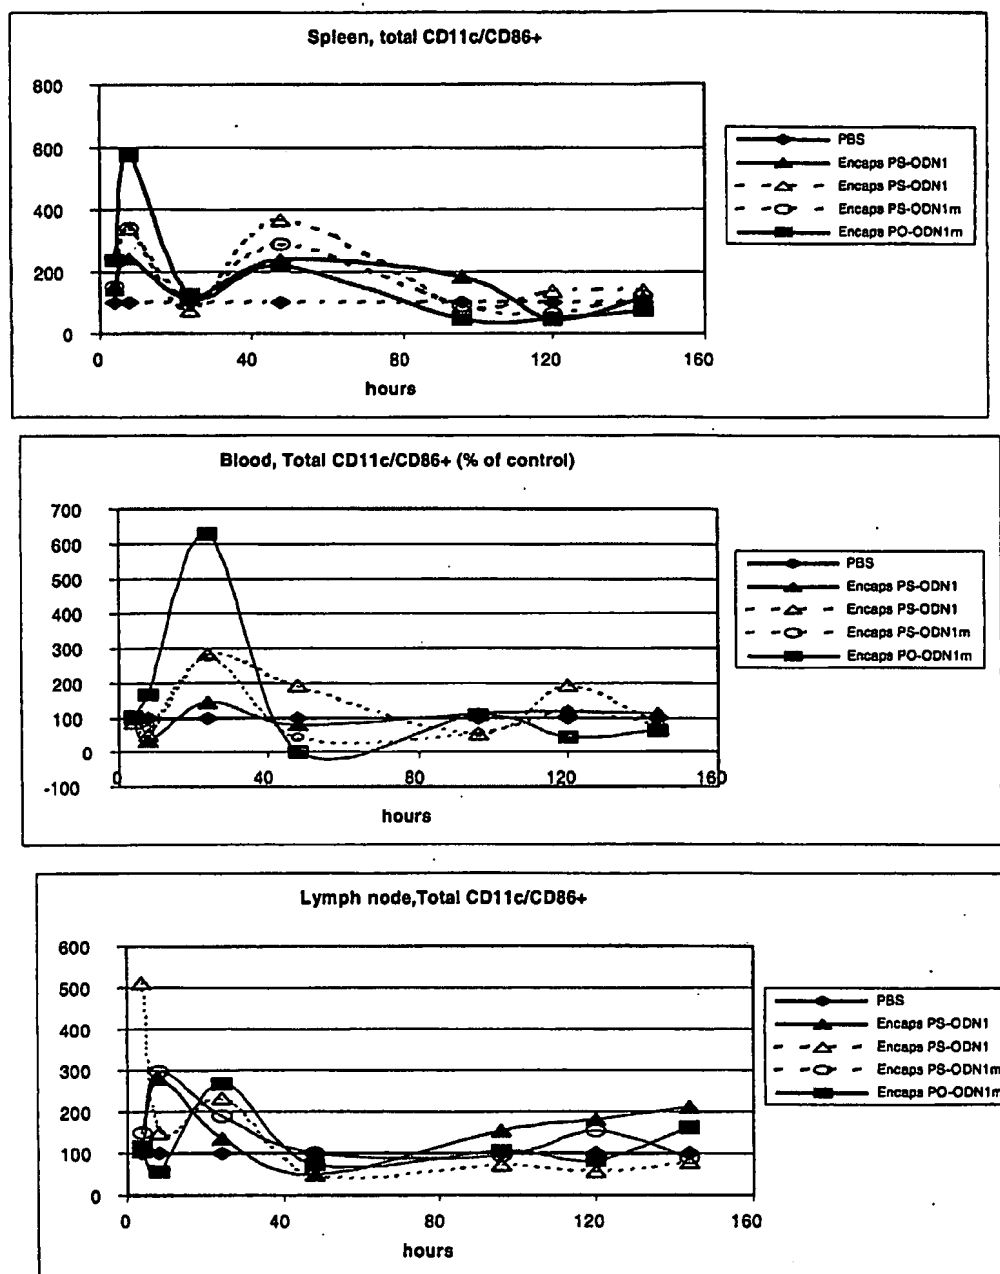 Spleen, total CD11c/CD86+
800
600
400
200
0
0 40 80 120 160
hours
PBS
Encaps PS-ODN1
Encaps PS-ODN1
Encaps PS-ODN1m
Encaps PO-ODN1m
Blood, Total CD11c/CD86+ (% of control)
700
600
500
400
300
200
100
0
-100
0 40 80 120 160
hours
PBS
Encaps PS-ODN1
Encaps PS-ODN1
Encaps PS-ODN1m
Encaps PO-ODN1m
Lymph node,Total CD11c/CD86+
600
500
400
300
200
100
0
0 40 80 120 160
hours
PBS
Encaps PS-ODN1
Encaps PS-ODN1
Encaps PS-ODN1m
Encaps PO-ODN1m